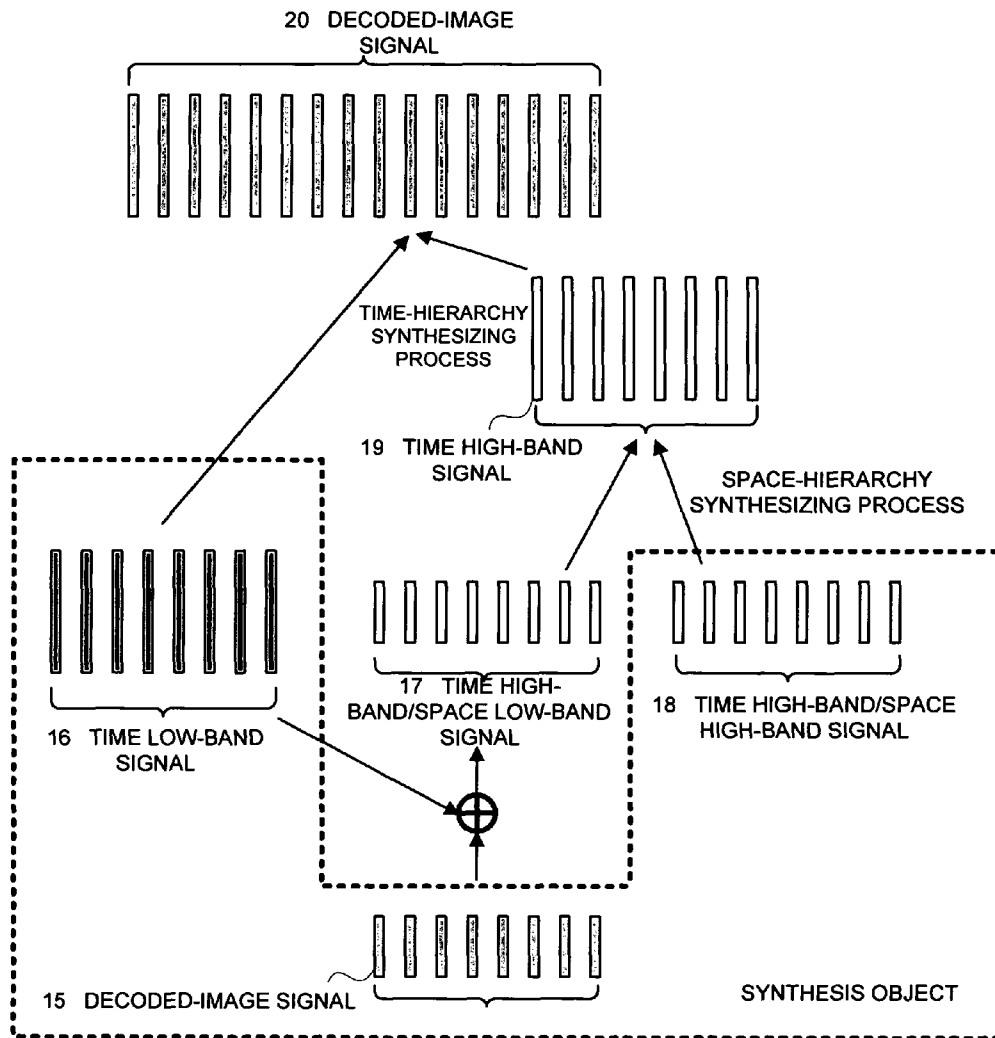 20 DECODED-IMAGE
SIGNAL
TIME-HIERARCHY
SYNTHESIZING
PROCESS
19 TIME HIGH-BAND
SIGNAL
SPACE-HIERARCHY
SYNTHESIZING PROCESS
16 TIME LOW-BAND
SIGNAL
17 TIME HIGH-
BAND/SPACE LOW-BAND
SIGNAL
18 TIME HIGH-BAND/SPACE
HIGH-BAND SIGNAL
15 DECODED-IMAGE SIGNAL
SYNTHESIS OBJECT